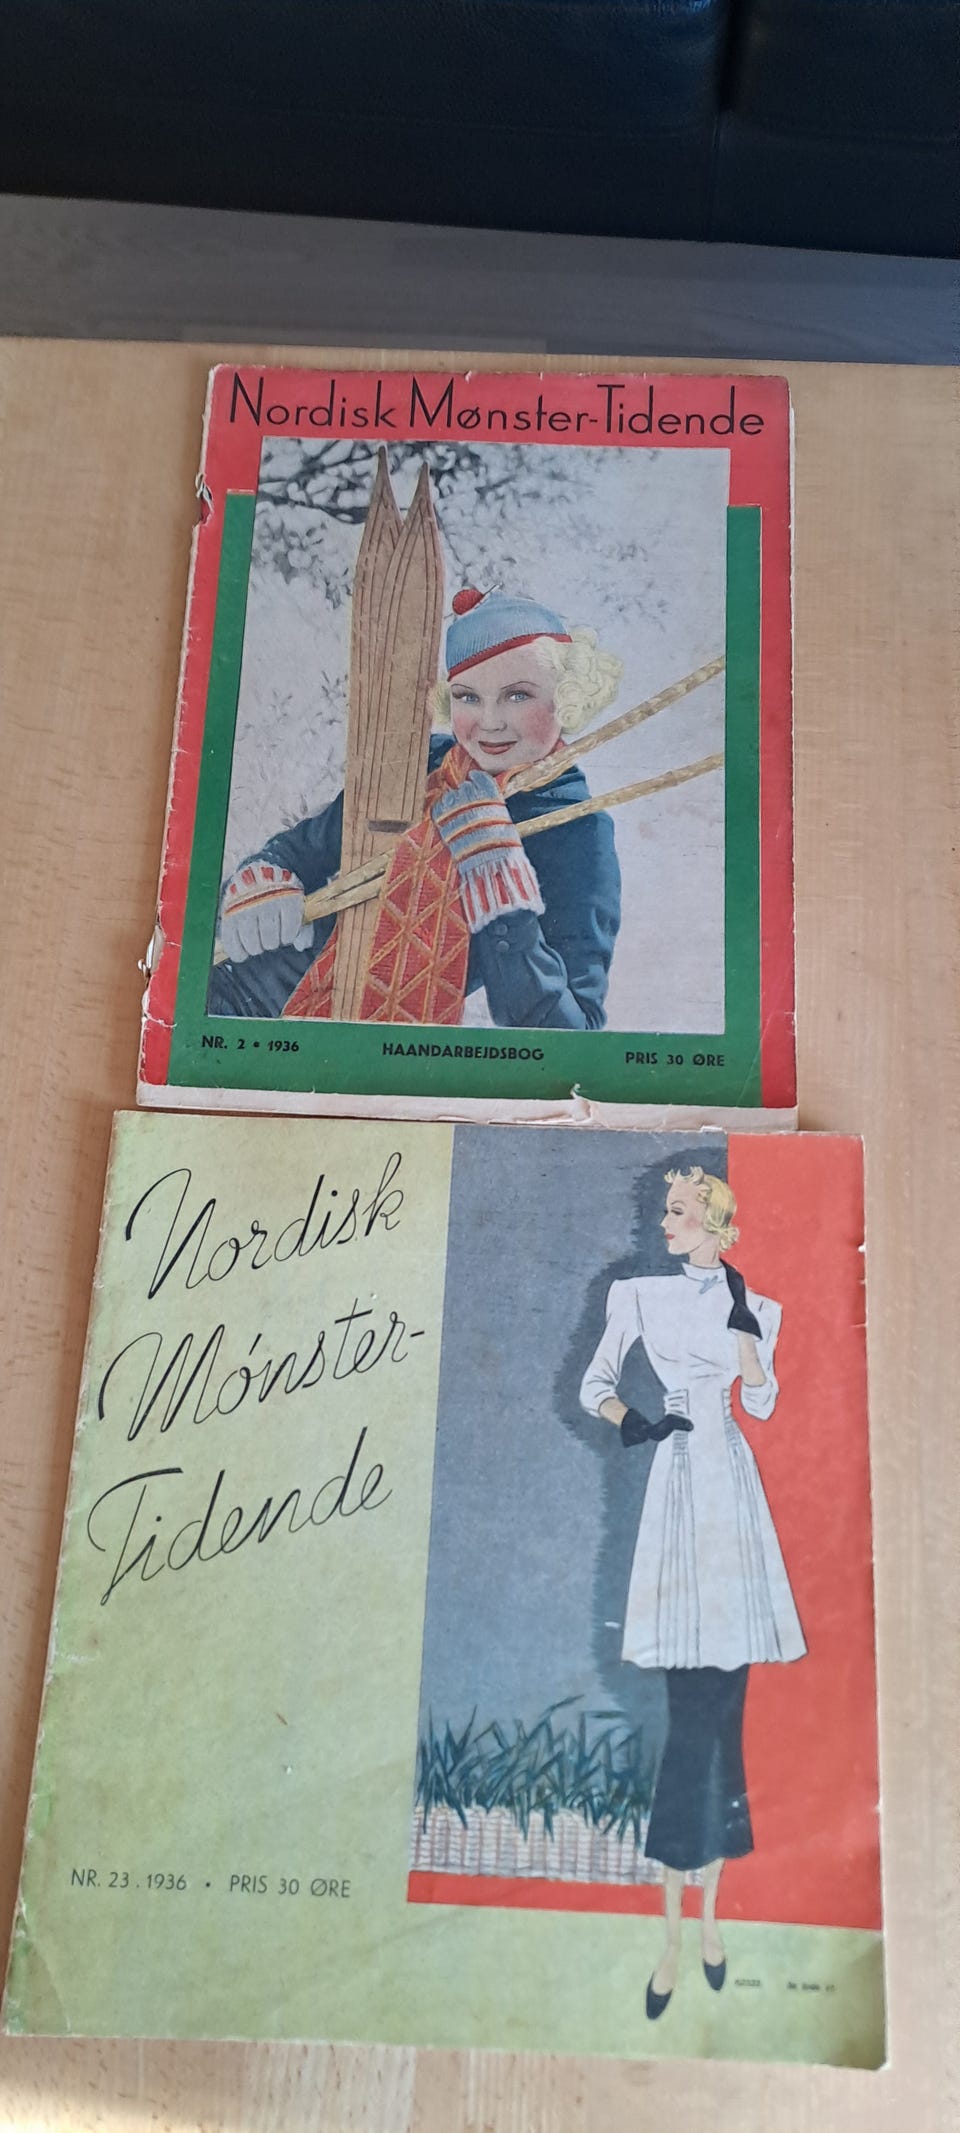 Nordisk Mønster-Tidende
NR. 2 • 1936 HAANDARBEJDSBOG PRIS 30 ØRE
Nordisk
Mønster-
Tidende
NR. 23 . 1936 • PRIS 30 ØRE